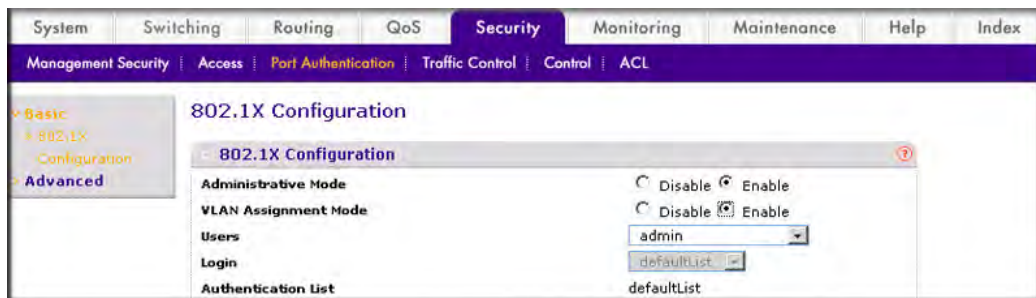 System Switching Routing QoS Security Monitoring Maintenance Help Index
Management Security Access Port Authentication Traffic Control Control ACL
Basic
802.1X
Configuration
Advanced
802.1X Configuration
802.1X Configuration
Administrative Mode Disable Enable
VLAN Assignment Mode Disable Enable
Users admin
Login defaultList
Authentication List defaultList